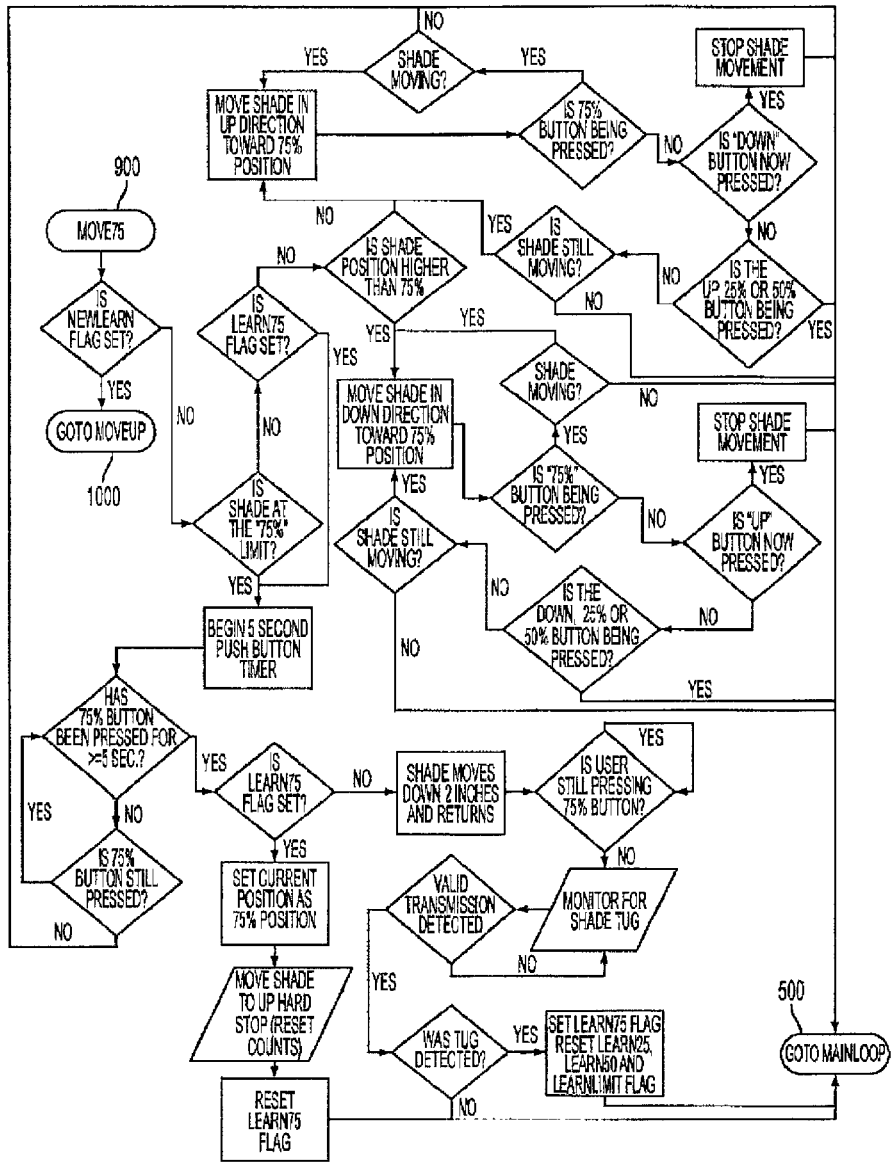 NO
YES
SHADE
MOVING?
YES
STOP SHADE
MOVEMENT
MOVE SHADE IN
UP DIRECTION
TOWARD 75%
POSITION
IS 75%
BUTTON BEING
PRESSED?
YES
NO
IS "DOWN"
BUTTON NOW
PRESSED?
900
MOVE75
NO
YES
NO
NO
IS SHADE
POSITION HIGHER
THAN 75%
IS
SHADE STILL
MOVING?
NO
IS THE
UP, 25% OR 50%
BUTTON BEING
PRESSED?
IS
NEWLEARN
FLAG SET?
IS
LEARN75
FLAG SET?
YES
YES
YES
NO
YES
YES
NO
GOTO MOVEUP
1000
NO
MOVE SHADE IN
DOWN DIRECTION
TOWARD 75%
POSITION
SHADE
MOVING?
NO
STOP SHADE
MOVEMENT
YES
YES
IS "75%"
BUTTON BEING
PRESSED?
YES
IS
SHADE AT
THE "75%"
LIMIT?
IS
SHADE STILL
MOVING?
NO
IS "UP"
BUTTON NOW
PRESSED?
YES
NO
IS THE
DOWN, 25% OR
50% BUTTON BEING
PRESSED?
NO
BEGIN 5 SECOND
PUSH BUTTON
TIMER
NO
YES
HAS
75% BUTTON
BEEN PRESSED FOR
>=5 SEC.?
YES
IS
LEARN75
FLAG SET?
NO
SHADE MOVES
DOWN 2 INCHES
AND RETURNS
YES
IS USER
STILL PRESSING
75% BUTTON?
YES
NO
YES
NO
IS 75%
BUTTON STILL
PRESSED?
SET CURRENT
POSITION AS
75% POSITION
VALID
TRANSMISSION
DETECTED
MONITOR FOR
SHADE TUG
NO
NO
YES
MOVE SHADE
TO UP HARD
STOP (RESET
COUNTS)
500
WAS TUG
DETECTED?
YES
SET LEARN75 FLAG
RESET LEARN25,
LEARN50 AND
LEARNLIMIT FLAG
GOTO MAINLOOP
RESET
LEARN75
FLAG
NO